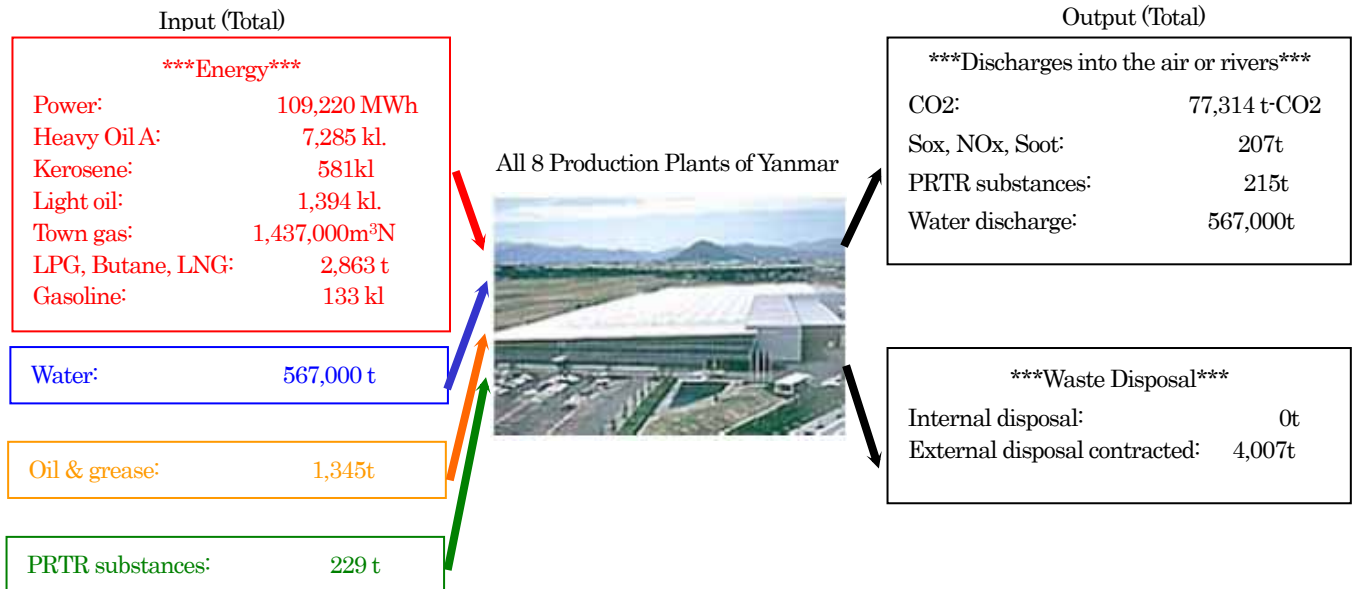 Input (Total)
***Energy***
Power: 109,220 MWh
Heavy Oil A: 7,285 kl.
Kerosene: 581kl
Light oil: 1,394 kl.
Town gas: 1,437,000m³N
LPG, Butane, LNG: 2,863 t
Gasoline: 133 kl
Water: 567,000 t
Oil & grease: 1,345t
PRTR substances: 229 t
All 8 Production Plants of Yanmar
Output (Total)
***Discharges into the air or rivers***
CO2: 77,314 t-CO2
Sox, NOx, Soot: 207t
PRTR substances: 215t
Water discharge: 567,000t
***Waste Disposal***
Internal disposal: 0t
External disposal contracted: 4,007t